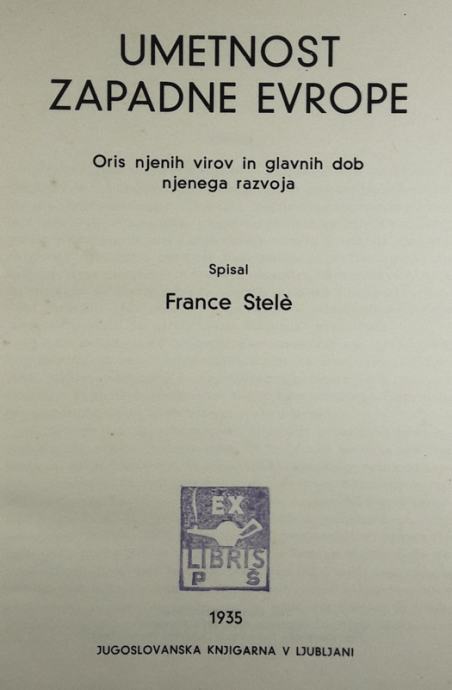 UMETNOST
ZAPADNE EVROPE
Oris njenih virov in glavnih dob
njenega razvoja
Spisal
France Stelè
EX
LIBRIS
P Š
1935
JUGOSLOVANSKA KNJIGARNA V LJUBLJANI